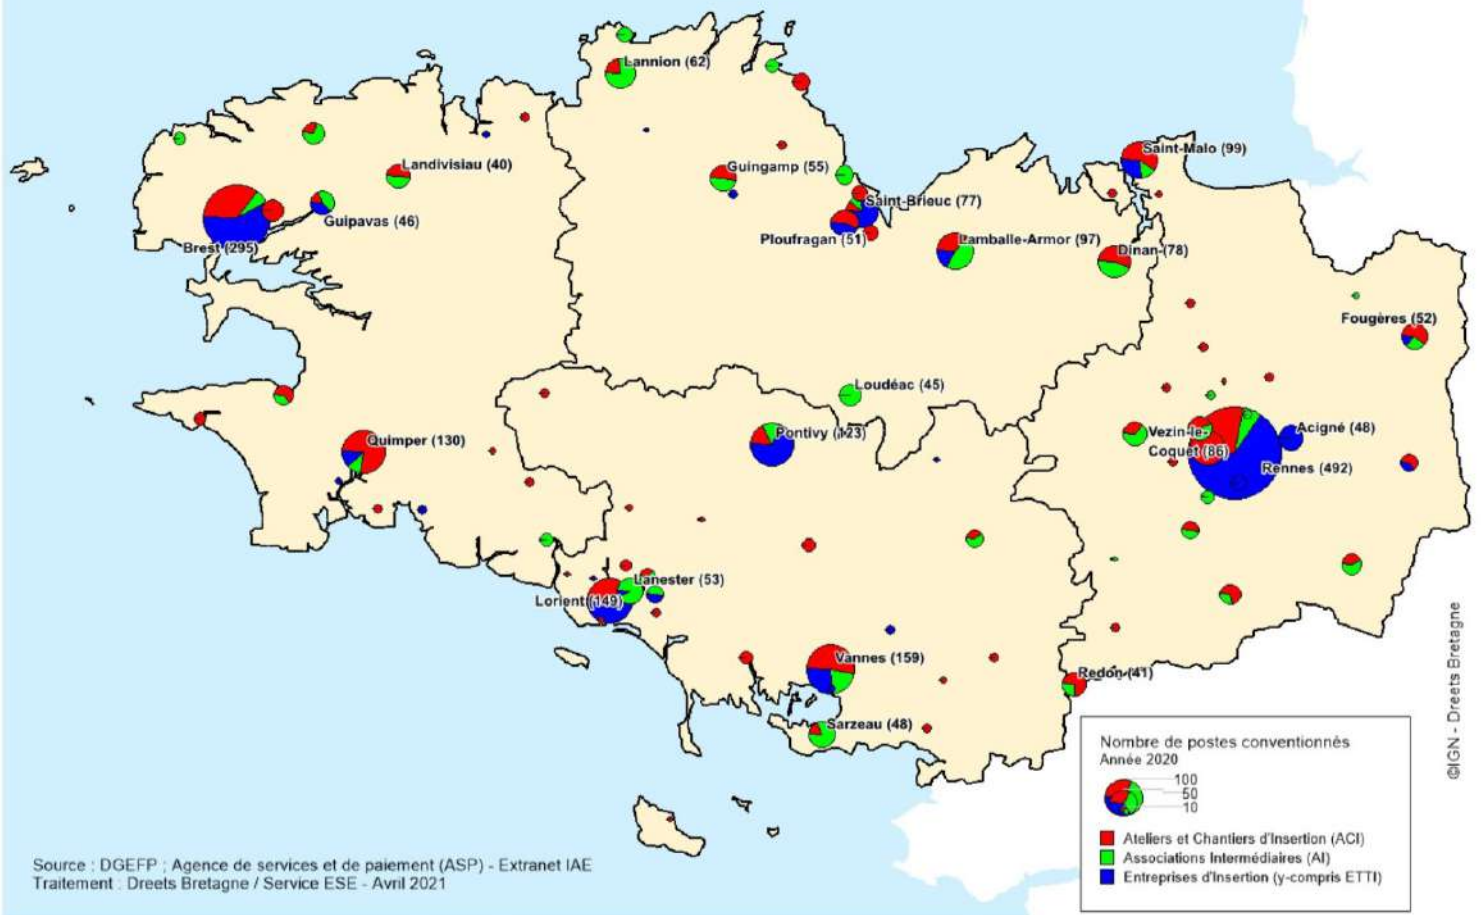 Lannion (62)
Landivisiau (40)
Guingamp (55)
Saint-Malo (99)
Guipavas (46)
Saint-Brieuc (77)
Brest (295)
Ploufragan (51)
Lamballe-Armor (97)
Dinan (78)
Fougères (52)
Loudéac (45)
Quimper (130)
Pontivy (123)
Vezin-le-
Coquet (86)
Acigné (48)
Rennes (492)
Lanester (53)
Lorient (149)
Vannes (159)
Redon (41)
Sarzeau (48)
©IGN - Dreets Bretagne
Nombre de postes conventionnés
Année 2020
100
50
10
Ateliers et Chantiers d'Insertion (ACI)
Associations Intermédiaires (AI)
Entreprises d'Insertion (y-compris ETTI)
Source : DGEFP ; Agence de services et de paiement (ASP) - Extranet IAE
Traitement : Dreets Bretagne / Service ESE - Avril 2021